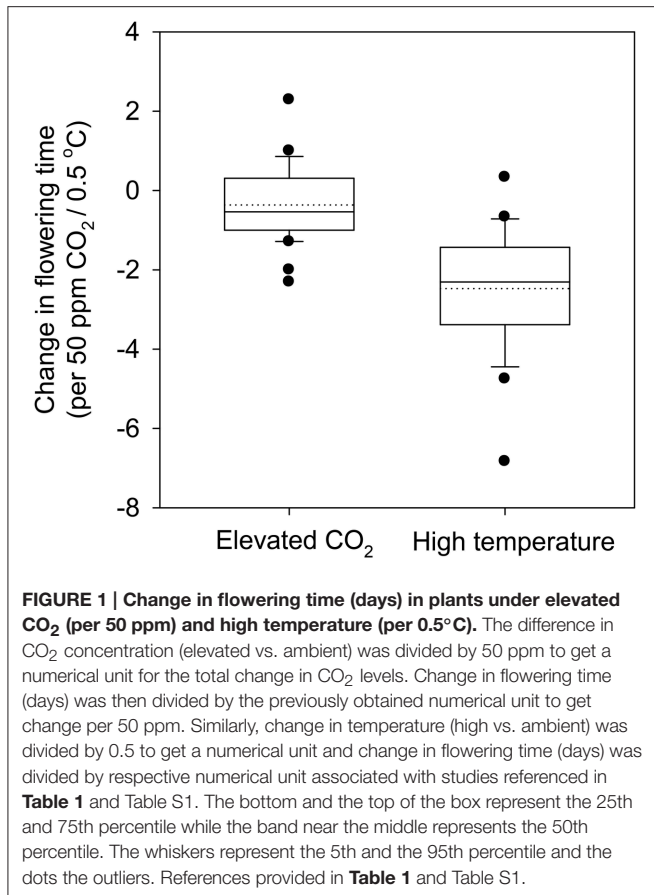 4
2
0
-2
-4
-6
-8
Change in flowering time
(per 50 ppm CO₂ / 0.5 °C)
Elevated CO₂ High temperature
FIGURE 1 | Change in flowering time (days) in plants under elevated
CO₂ (per 50 ppm) and high temperature (per 0.5°C). The difference in
CO₂ concentration (elevated vs. ambient) was divided by 50 ppm to get a
numerical unit for the total change in CO₂ levels. Change in flowering time
(days) was then divided by the previously obtained numerical unit to get
change per 50 ppm. Similarly, change in temperature (high vs. ambient) was
divided by 0.5 to get a numerical unit and change in flowering time (days) was
divided by respective numerical unit associated with studies referenced in
Table 1 and Table S1. The bottom and the top of the box represent the 25th
and 75th percentile while the band near the middle represents the 50th
percentile. The whiskers represent the 5th and the 95th percentile and the
dots the outliers. References provided in Table 1 and Table S1.